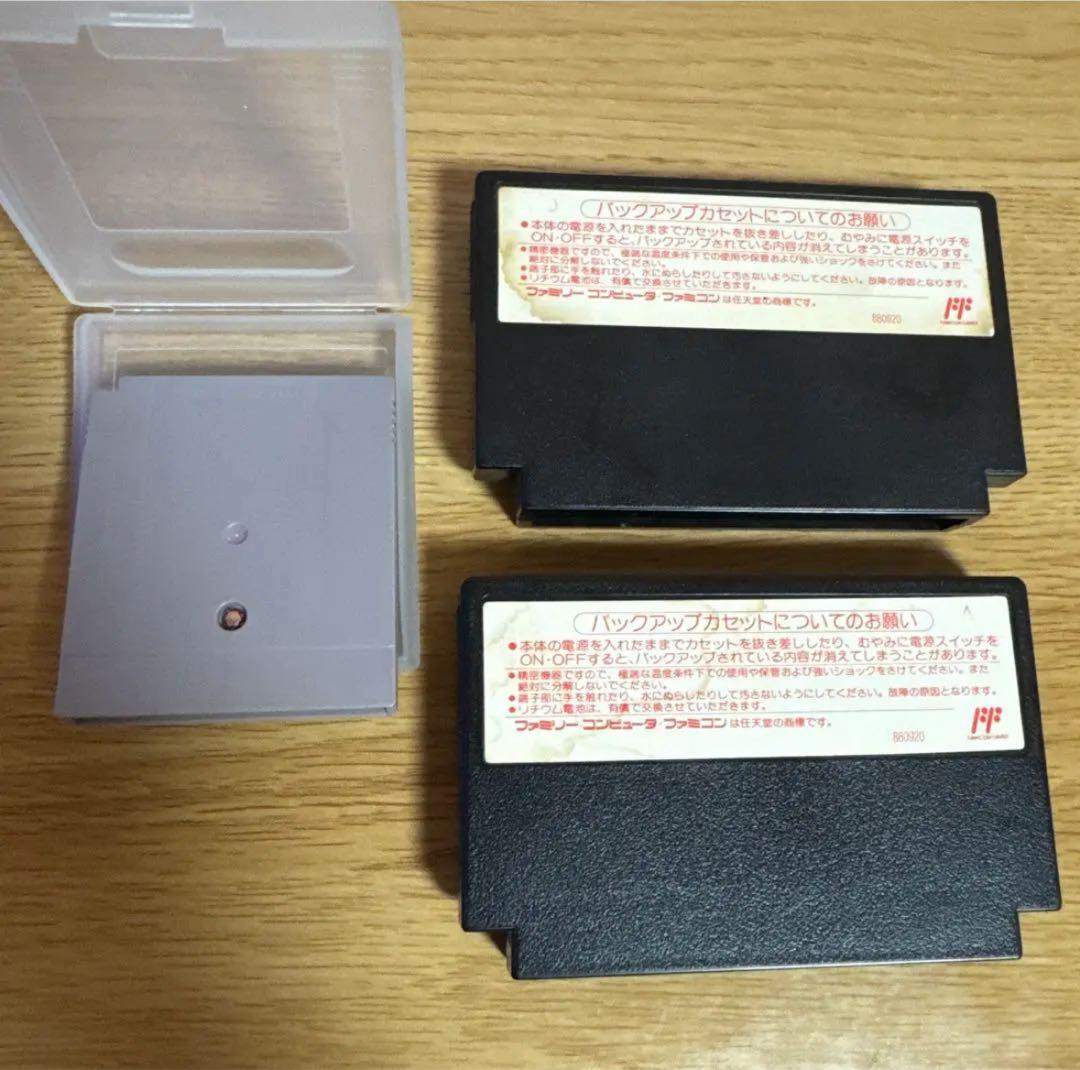 バックアップカセットについてのお願い
●本体の電源を入れたままでカセットを抜き差ししたり、むやみに電源スイッチを
ON・OFFすると、バックアップされている内容が消えてしまうことがあります。
●精密機器ですので、極端な温度条件下での使用や保管および強いショックをさけてください。また
絶対に分解しないでください。
●端子部に手を触れたり、水にぬらしたりして汚さないようにしてください。故障の原因となります。
●リチウム電池は、有償で交換させていただきます。
ファミリーコンピュータ・ファミコンは任天堂の商標です。
880920
バックアップカセットについてのお願い
●本体の電源を入れたままでカセットを抜き差ししたり、むやみに電源スイッチを
ON・OFFすると、バックアップされている内容が消えてしまうことがあります。
●精密機器ですので、極端な温度条件下での使用や保管および強いショックをさけてください。また
絶対に分解しないでください。
●端子部に手を触れたり、水にぬらしたりして汚さないようにしてください。故障の原因となります。
●リチウム電池は、有償で交換させていただきます。
ファミリーコンピュータ・ファミコンは任天堂の商標です。
880920